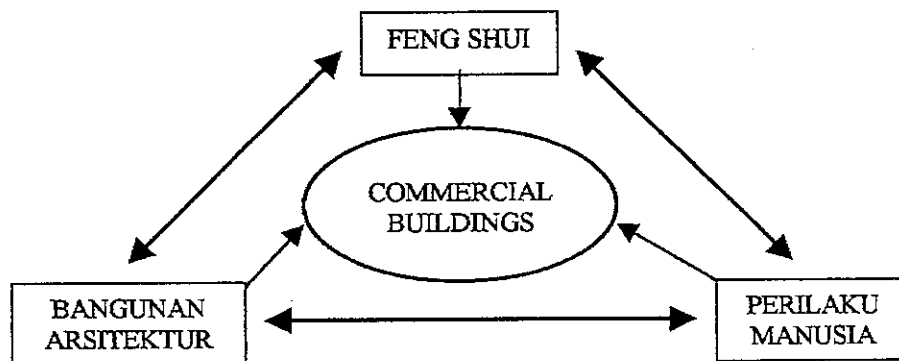 FENG SHUI
COMMERCIAL
BUILDINGS
BANGUNAN
ARSITEKTUR
PERILAKU
MANUSIA